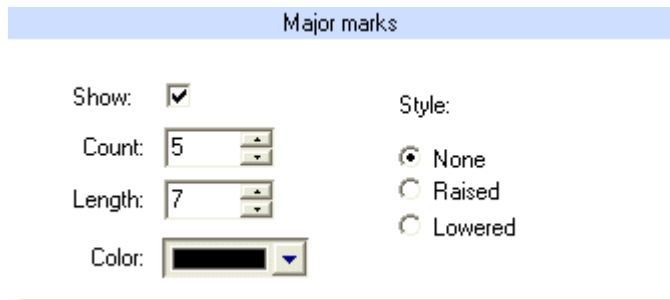 Major marks
Show:
Count: 5
Length: 7
Color:
Style:
None
Raised
Lowered